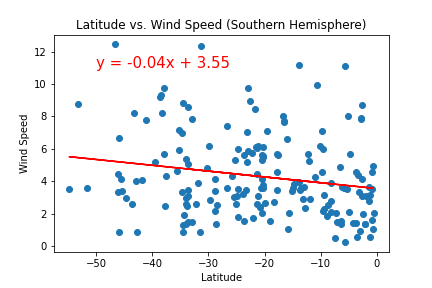 Latitude vs. Wind Speed (Southern Hemisphere)
12
y = -0.04x + 3.55
10
8
Wind Speed
6
4
2
0
−50 −40 −30 −20 −10 0
Latitude